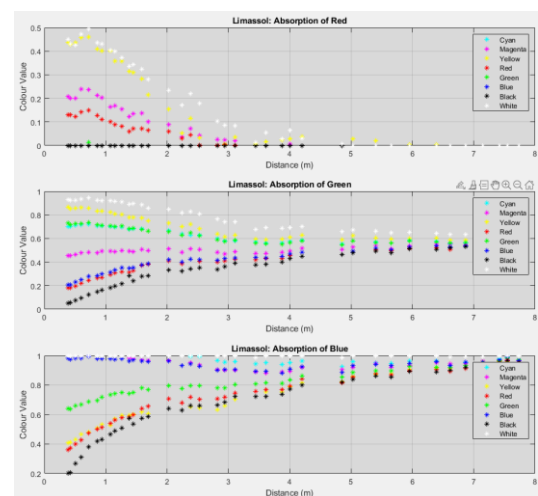 Limassol: Absorption of Red
0.5
0.4
0.3
0.2
0.1
0
Colour Value
Cyan
Magenta
Yellow
Red
Green
Blue
Black
White
0 1 2 3 4 5 6 7 8
Distance (m)
Limassol: Absorption of Green
1
0.8
0.6
0.4
0.2
0
Colour Value
Cyan
Magenta
Yellow
Red
Green
Blue
Black
White
0 1 2 3 4 5 6 7 8
Distance (m)
Limassol: Absorption of Blue
1
0.8
0.6
0.4
0.2
Colour Value
Cyan
Magenta
Yellow
Red
Green
Blue
Black
White
0 1 2 3 4 5 6 7 8
Distance (m)